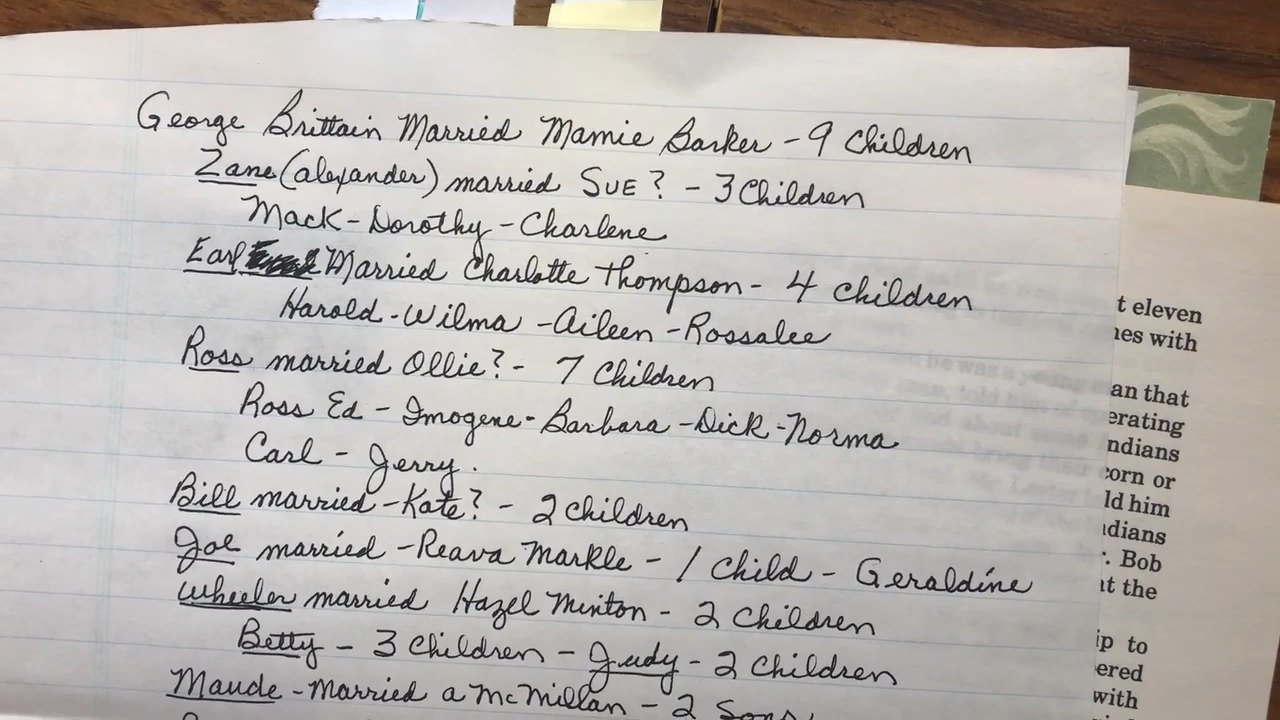 George Brittain Married Mamie Barker - 9 Children
Zane (alexander) married SUE? - 3 Children
Mack - Dorothy - Charlene
Earl Married Charlotte Thompson - 4 Children
Harold - Wilma - Aileen - Rossalee
Ross married Ollie? - 7 Children
Ross Ed - Imogene - Barbara - Dick - Norma
Carl - Jerry.
Bill married - Kate? - 2 Children
Joe married - Reava Markle - 1 Child - Geraldine
Wheeler married Hazel Minton - 2 Children
Betty - 3 Children - Judy - 2 Children
Maude - Married a McMillan - 2 Sons
t eleven
nes with
an that
erating
ndians
corn or
ld him
ndians
. Bob
at the
ip to
ered
with